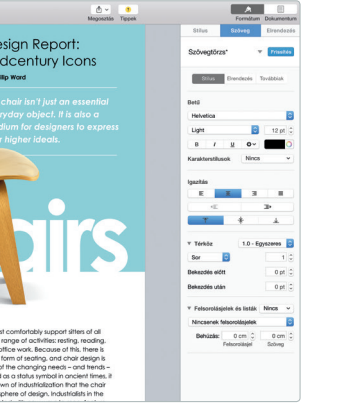 Megosztás Tippek
Formátum Dokumentum
esign Report:
dcentury Icons
ilip Ward
chair isn't just an essential
ryday object. It is also a
dium for designers to express
r higher ideals.
airs
st comfortably support sitters of all
range of activities: resting, reading,
office work. Because of this, there is
form of seating, and chair design is
of the changing needs – and trends –
d as a status symbol in ancient times, it
wn of industrialization that the chair
sphere of design. Industrialists in the
Stílus Szöveg Elrendezés
Szövegtörzs* Frissítés
Stílus Elrendezés Továbbiak
Betű
Helvetica
Light 12 pt
B I U
Karakterstílusok Nincs
Igazítás
Térköz 1.0 - Egyszeres
Sor 1
Bekezdés előtt 0 pt
Bekezdés után 0 pt
Felsorolásjelek és listák Nincs
Nincsenek felsorolásjelek
Behúzás: 0 cm 0 cm
Felsorolásjel Szöveg